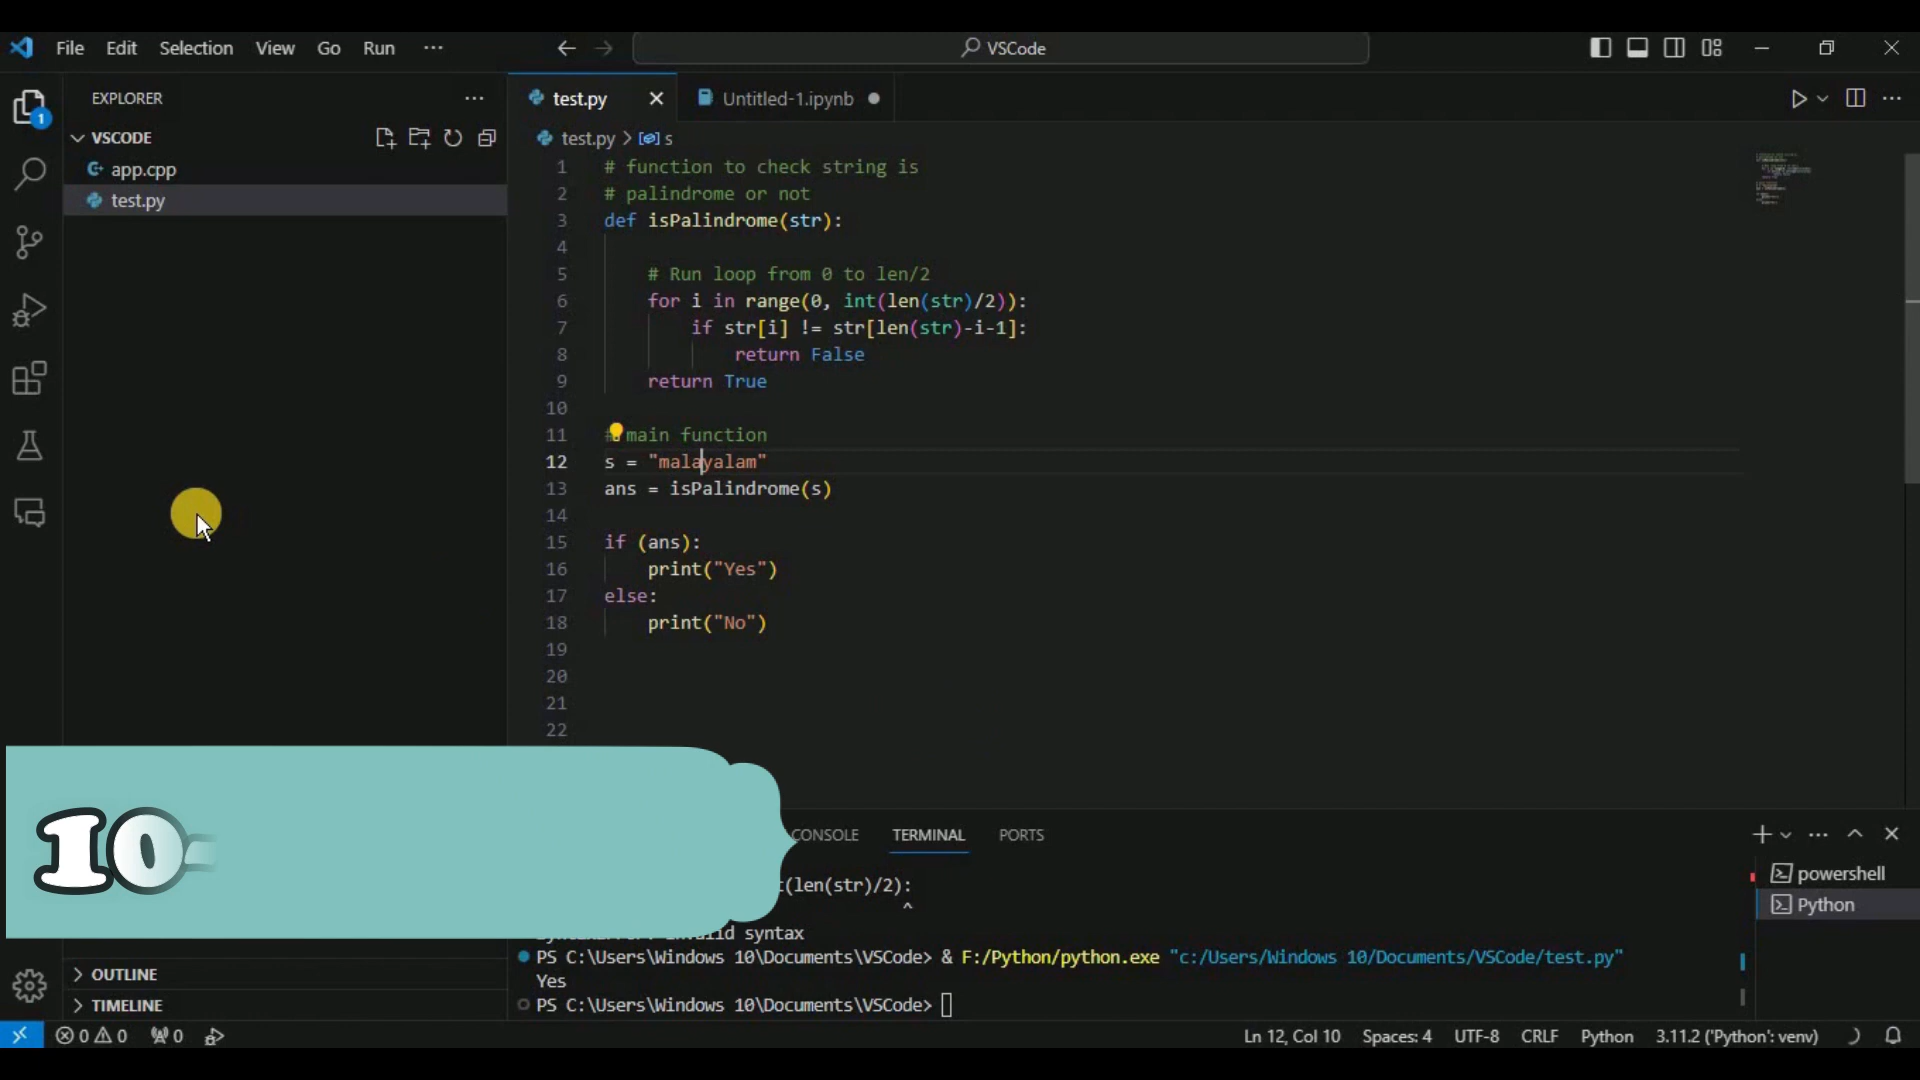 File Edit Selection View Go Run ··· VSCode
EXPLORER ···
test.py Untitled-1.ipynb
VSCODE
app.cpp
test.py
test.py > s
1 # function to check string is
2 # palindrome or not
3 def isPalindrome(str):
4
5 # Run loop from 0 to len/2
6 for i in range(0, int(len(str)/2)):
7 if str[i] != str[len(str)-i-1]:
8 return False
9 return True
10
11 # main function
12 s = "malayalam"
13 ans = isPalindrome(s)
14
15 if (ans):
16 print("Yes")
17 else:
18 print("No")
19
20
21
22
10
CONSOLE TERMINAL PORTS
powershell
Python
(len(str)/2):
^
invalid syntax
PS C:\Users\Windows 10\Documents\VSCode> & F:/Python/python.exe "c:/Users/Windows 10/Documents/VSCode/test.py"
Yes
PS C:\Users\Windows 10\Documents\VSCode>
OUTLINE
TIMELINE
1
0 0 0 Ln 12, Col 10 Spaces: 4 UTF-8 CRLF Python 3.11.2 ('Python': venv)